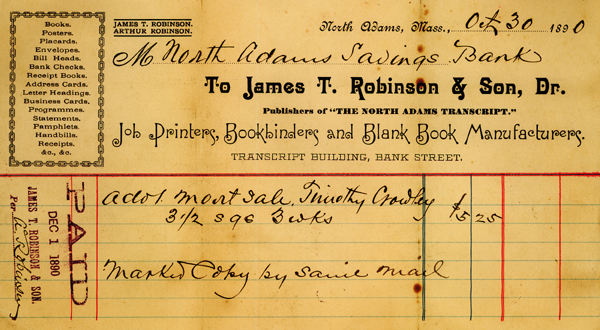 Books.
Posters.
Placards.
Envelopes.
Bill Heads.
Bank Checks.
Receipt Books.
Address Cards.
Letter Headings.
Business Cards.
Programmes.
Statements.
Pamphlets.
Handbills.
Receipts.
&c., &c.
JAMES T. ROBINSON.
ARTHUR ROBINSON.
North Adams, Mass., Oct 30 1890
M North Adams Savings Bank
To James T. Robinson & Son, Dr.
Publishers of "THE NORTH ADAMS TRANSCRIPT."
Job Printers, Bookbinders and Blank Book Manufacturers.
TRANSCRIPT BUILDING, BANK STREET.
Advt. Mort Sale, Timothy Crowley $5 25
3 1/2 sqs 3 wks
Marked Copy by same mail
PAID
DEC 1 1890
JAMES T. ROBINSON & SON.
Per A. Robinson